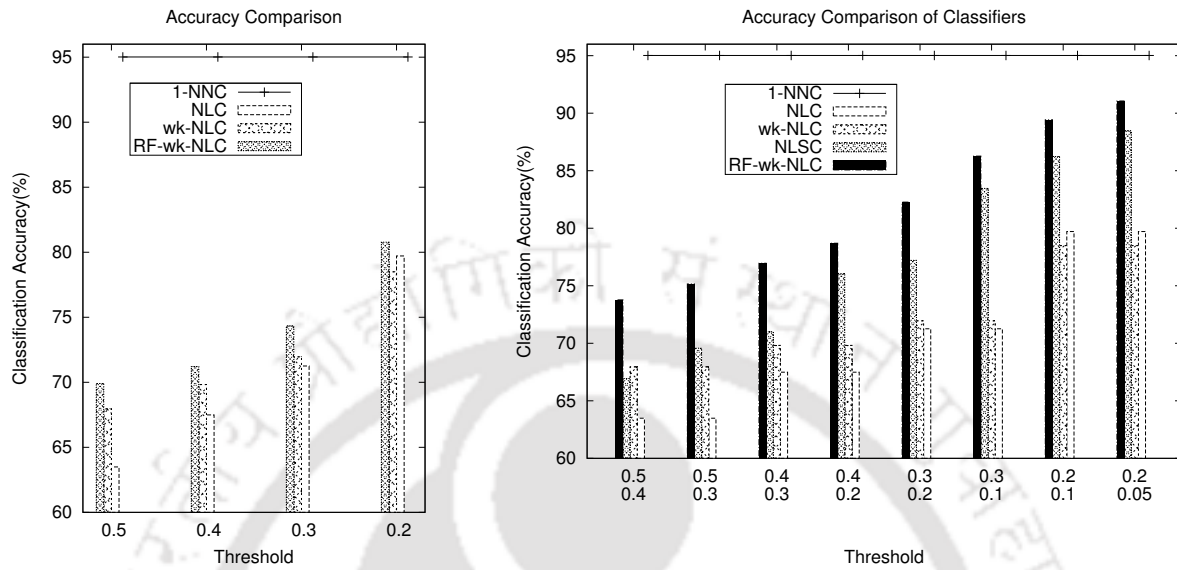 Accuracy Comparison
95
90
85
80
75
70
65
60
Classification Accuracy(%)
1-NNC
NLC
wk-NLC
RF-wk-NLC
0.5 0.4 0.3 0.2
Threshold
Accuracy Comparison of Classifiers
95
90
85
80
75
70
65
60
Classification Accuracy(%)
1-NNC
NLC
wk-NLC
NLSC
RF-wk-NLC
0.5 0.5 0.4 0.4 0.3 0.3 0.2 0.2
0.4 0.3 0.3 0.2 0.2 0.1 0.1 0.05
Threshold